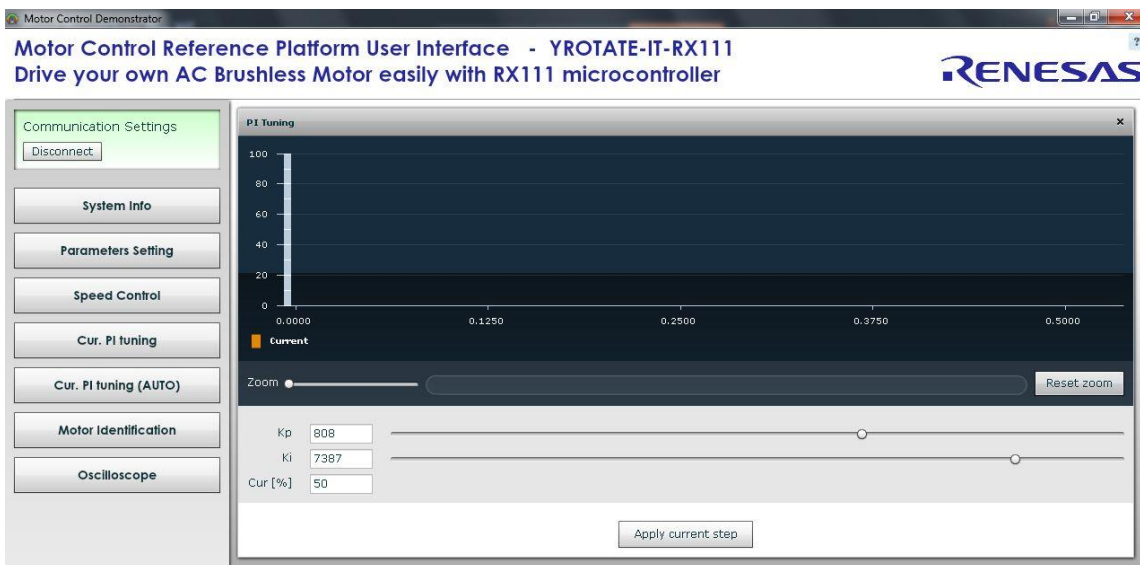 Motor Control Demonstrator
Motor Control Reference Platform User Interface - YROTATE-IT-RX111
Drive your own AC Brushless Motor easily with RX111 microcontroller
?
RENESAS
Communication Settings
Disconnect
System Info
Parameters Setting
Speed Control
Cur. PI tuning
Cur. PI tuning (AUTO)
Motor Identification
Oscilloscope
PI Tuning
x
100
80
60
40
20
0
0.0000 0.1250 0.2500 0.3750 0.5000
Current
Zoom
Reset zoom
Kp 808
Ki 7387
Cur [%] 50
Apply current step